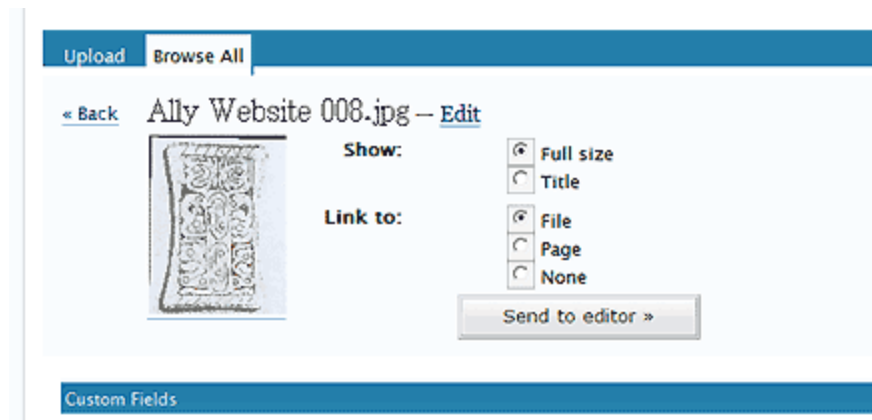 Upload Browse All
« Back Ally Website 008.jpg — Edit
Show: Full size
Title
Link to: File
Page
None
Send to editor »
Custom Fields